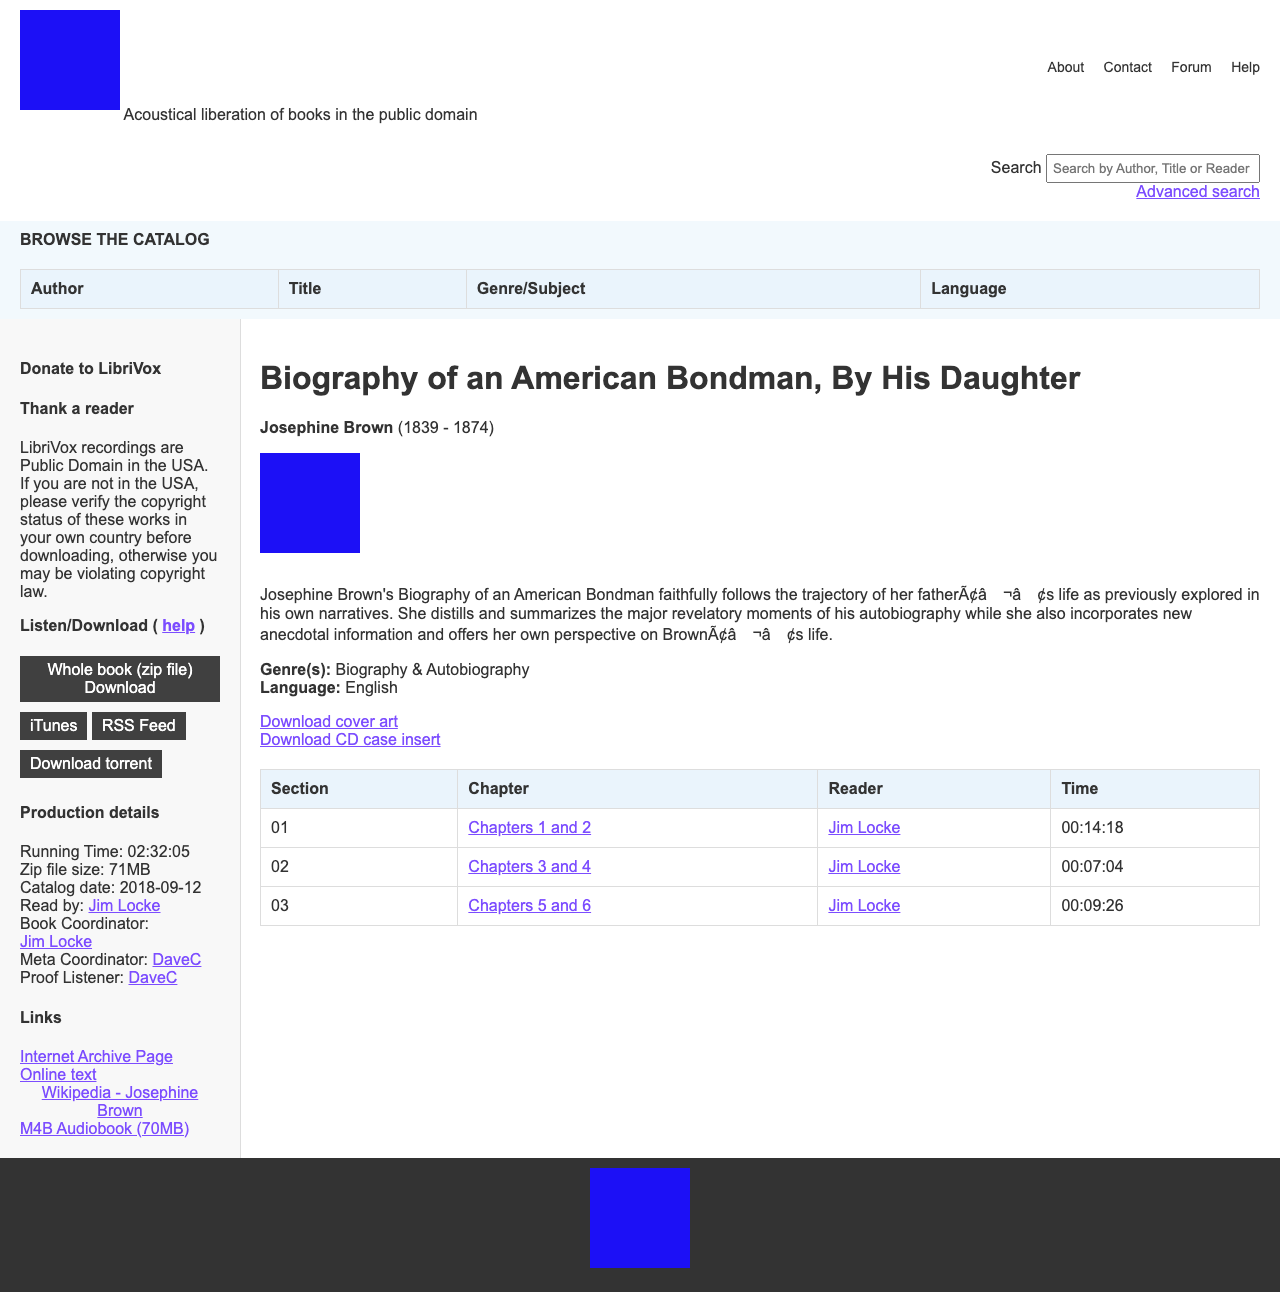 About Contact Forum Help
Acoustical liberation of books in the public domain
Search Search by Author, Title or Reader
Advanced search
BROWSE THE CATALOG
Author Title Genre/Subject Language
Donate to LibriVox
Thank a reader
LibriVox recordings are
Public Domain in the USA.
If you are not in the USA,
please verify the copyright
status of these works in
your own country before
downloading, otherwise you
may be violating copyright
law.
Listen/Download ( help )
Whole book (zip file)
Download
iTunes RSS Feed
Download torrent
Production details
Running Time: 02:32:05
Zip file size: 71MB
Catalog date: 2018-09-12
Read by: Jim Locke
Book Coordinator:
Jim Locke
Meta Coordinator: DaveC
Proof Listener: DaveC
Links
Internet Archive Page
Online text
Wikipedia - Josephine
Brown
M4B Audiobook (70MB)
Biography of an American Bondman, By His Daughter
Josephine Brown (1839 - 1874)
Josephine Brown's Biography of an American Bondman faithfully follows the trajectory of her fatherÃ¢â ¬â ¢s life as previously explored in
his own narratives. She distills and summarizes the major revelatory moments of his autobiography while she also incorporates new
anecdotal information and offers her own perspective on BrownÃ¢â ¬â ¢s life.
Genre(s): Biography & Autobiography
Language: English
Download cover art
Download CD case insert
Section Chapter Reader Time
01 Chapters 1 and 2 Jim Locke 00:14:18
02 Chapters 3 and 4 Jim Locke 00:07:04
03 Chapters 5 and 6 Jim Locke 00:09:26